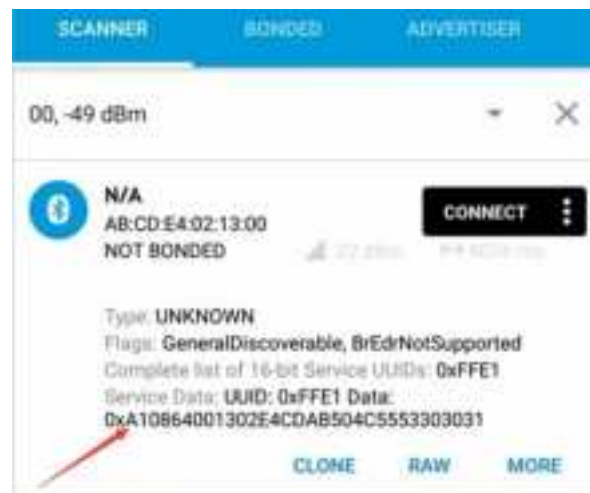 SCANNER BONDED ADVERTISER
00, -49 dBm
N/A
CONNECT
AB:CD:E4:02:13:00
NOT BONDED
Type: UNKNOWN
Flags: GeneralDiscoverable, BrEdrNotSupported
Complete list of 16-bit Service UUIDs: 0xFFE1
Service Data: UUID: 0xFFE1 Data:
0xA10864001302E4CDAB504C5553303031
CLONE RAW MORE